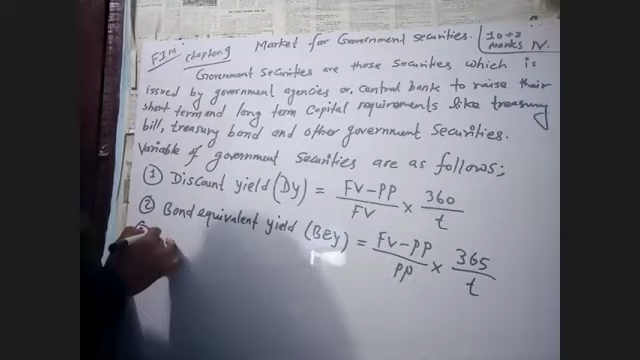 FIM Chapter.9 Market for Government securities. 10+2 marks IV.
Government Securities are those Securities which is
issued by government agencies or, central bank to raise their
short term and long term Capital requirements like treasury
bill, treasury bond and other government Securities.
Variable of government Securities are as follows;
(1) Discount yield (Dy) = FV-PP/FV × 360/t
(2) Bond equivalent yield (BEy) = FV-PP/PP × 365/t